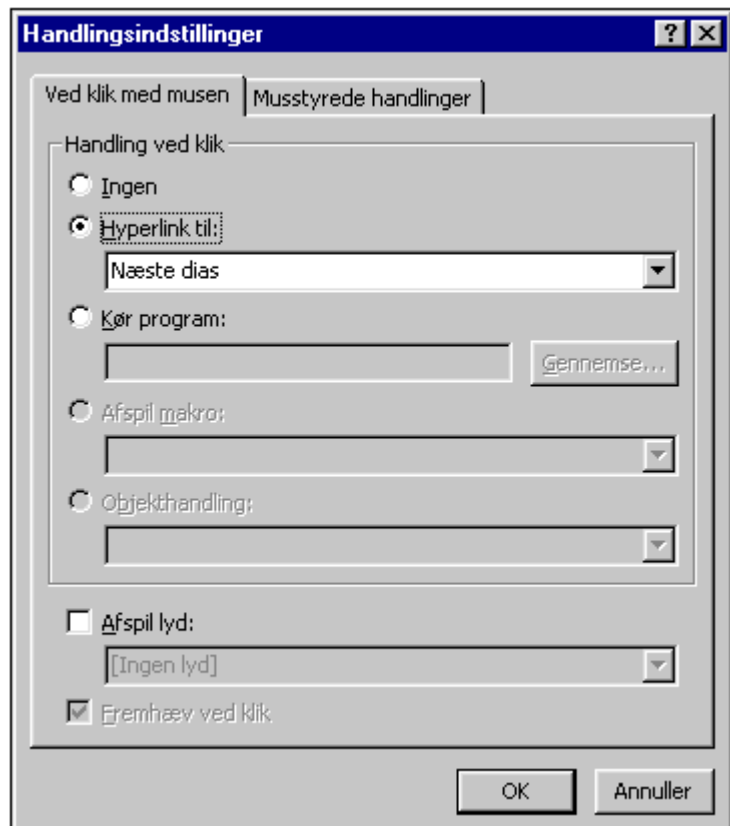 Handlingsindstillinger
Ved klik med musen Musstyrede handlinger
Handling ved klik
Ingen
Hyperlink til:
Næste dias
Kør program:
Gennemse...
Afspil makro:
Objekthandling:
Afspil lyd:
[Ingen lyd]
Fremhæv ved klik
OK Annuller